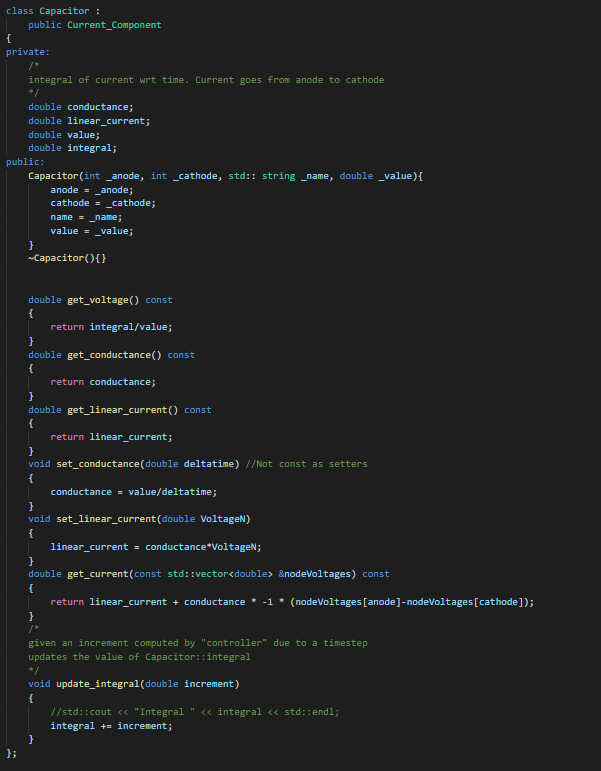 class Capacitor :
    public Current_Component
{
private:
    /*
    integral of current wrt time. Current goes from anode to cathode
    */
    double conductance;
    double linear_current;
    double value;
    double integral;
public:
    Capacitor(int _anode, int _cathode, std:: string _name, double _value){
        anode = _anode;
        cathode = _cathode;
        name = _name;
        value = _value;
    }
    ~Capacitor(){}


    double get_voltage() const
    {
        return integral/value;
    }
    double get_conductance() const
    {
        return conductance;
    }
    double get_linear_current() const
    {
        return linear_current;
    }
    void set_conductance(double deltatime) //Not const as setters
    {
        conductance = value/deltatime;
    }
    void set_linear_current(double VoltageN)
    {
        linear_current = conductance*VoltageN;
    }
    double get_current(const std::vector<double> &nodeVoltages) const
    {
        return linear_current + conductance * -1 * (nodeVoltages[anode]-nodeVoltages[cathode]);
    }
    /*
    given an increment computed by "controller" due to a timestep
    updates the value of Capacitor::integral
    */
    void update_integral(double increment)
    {
        //std::cout << "Integral " << integral << std::endl;
        integral += increment;
    }
};